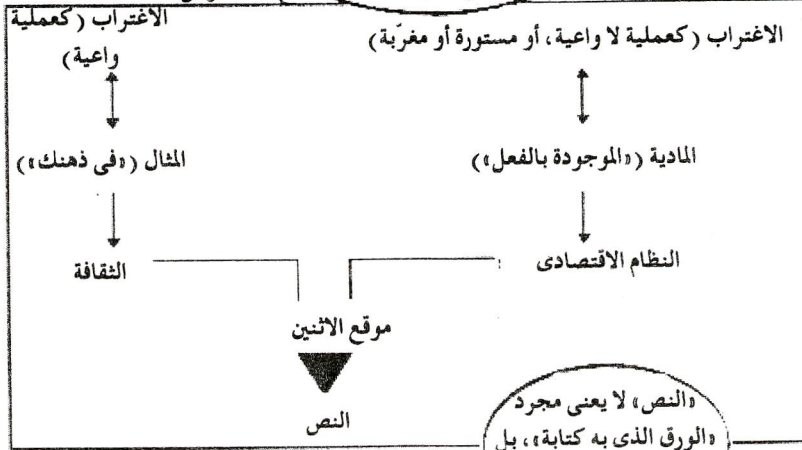 الاغتراب (كعملية لا واعية، أو مستورة أو مغرّبة)
الاغتراب (كعملية
واعية)
المادية («الموجودة بالفعل»)
المثال («فى ذهنك»)
النظام الاقتصادى
الثقافة
موقع الاثنين
النص
«النص» لا يعنى مجرد
«الورق الذى به كتابة»، بل